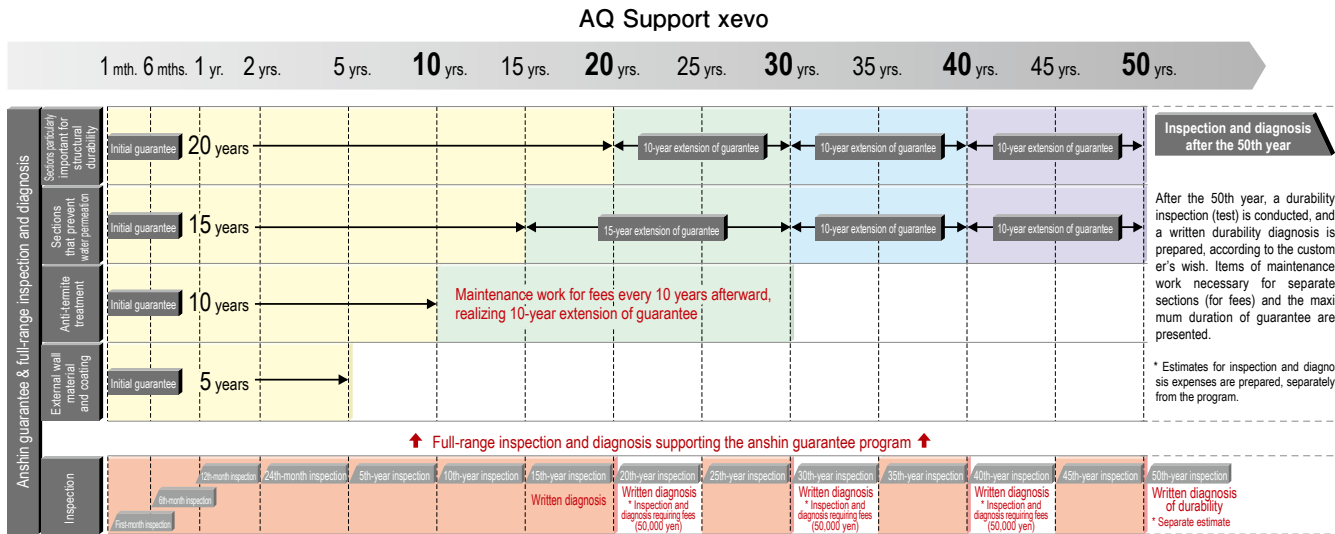 AQ Support xevo
1 mth. 6 mths. 1 yr. 2 yrs. 5 yrs. 10 yrs. 15 yrs. 20 yrs. 25 yrs. 30 yrs. 35 yrs. 40 yrs. 45 yrs. 50 yrs.
Anshin guarantee & full-range inspection and diagnosis
Sections particularly
important for
structural
durability
Initial guarantee 20 years
10-year extension of guarantee
10-year extension of guarantee
10-year extension of guarantee
Sections
that prevent
water permeation
Initial guarantee 15 years
15-year extension of guarantee
10-year extension of guarantee
10-year extension of guarantee
Anti-termite
treatment
Initial guarantee 10 years
Maintenance work for fees every 10 years afterward,
realizing 10-year extension of guarantee
External wall
material
and coating
Initial guarantee 5 years
Inspection and diagnosis
after the 50th year
After the 50th year, a durability
inspection (test) is conducted, and
a written durability diagnosis is
prepared, according to the custom
er's wish. Items of maintenance
work necessary for separate
sections (for fees) and the maxi
mum duration of guarantee are
presented.
* Estimates for inspection and diagno
sis expenses are prepared, separately
from the program.
Full-range inspection and diagnosis supporting the anshin guarantee program
Inspection
First-month inspection
6th-month inspection
12th-month inspection
24th-month inspection
5th-year inspection
10th-year inspection
15th-year inspection
Written diagnosis
20th-year inspection
Written diagnosis
* Inspection and
diagnosis requiring fees
(50,000 yen)
25th-year inspection
30th-year inspection
Written diagnosis
* Inspection and
diagnosis requiring fees
(50,000 yen)
35th-year inspection
40th-year inspection
Written diagnosis
* Inspection and
diagnosis requiring fees
(50,000 yen)
45th-year inspection
50th-year inspection
Written diagnosis
of durability
* Separate estimate